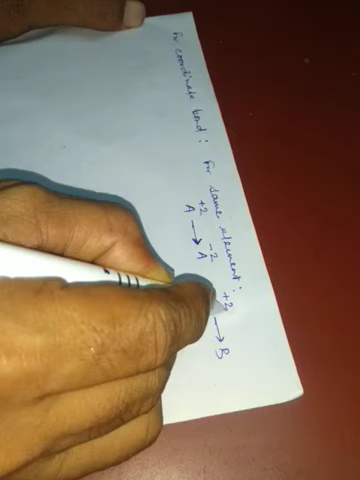 For coordinate bond :
For same element :
+2 -2
A → A
+2
→ B